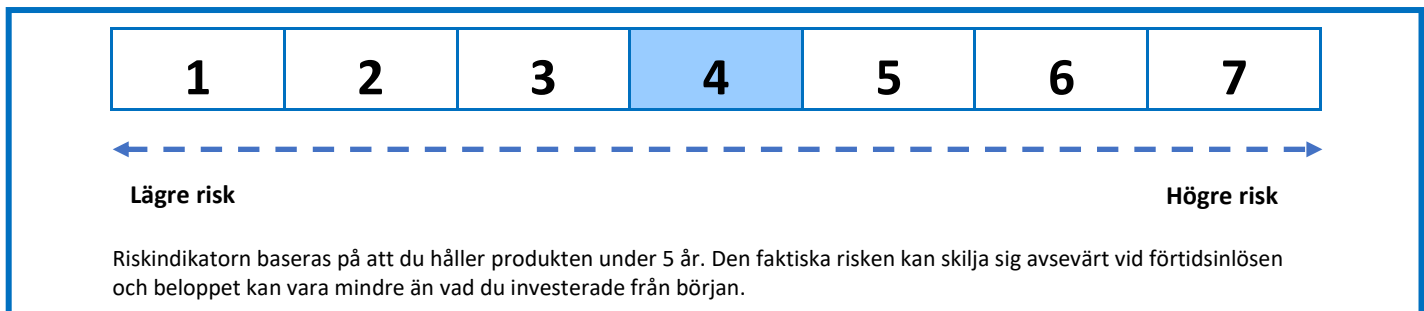 1 2 3 4 5 6 7
Lägre risk Högre risk
Riskindikatorn baseras på att du håller produkten under 5 år. Den faktiska risken kan skilja sig avsevärt vid förtidsinlösen
och beloppet kan vara mindre än vad du investerade från början.